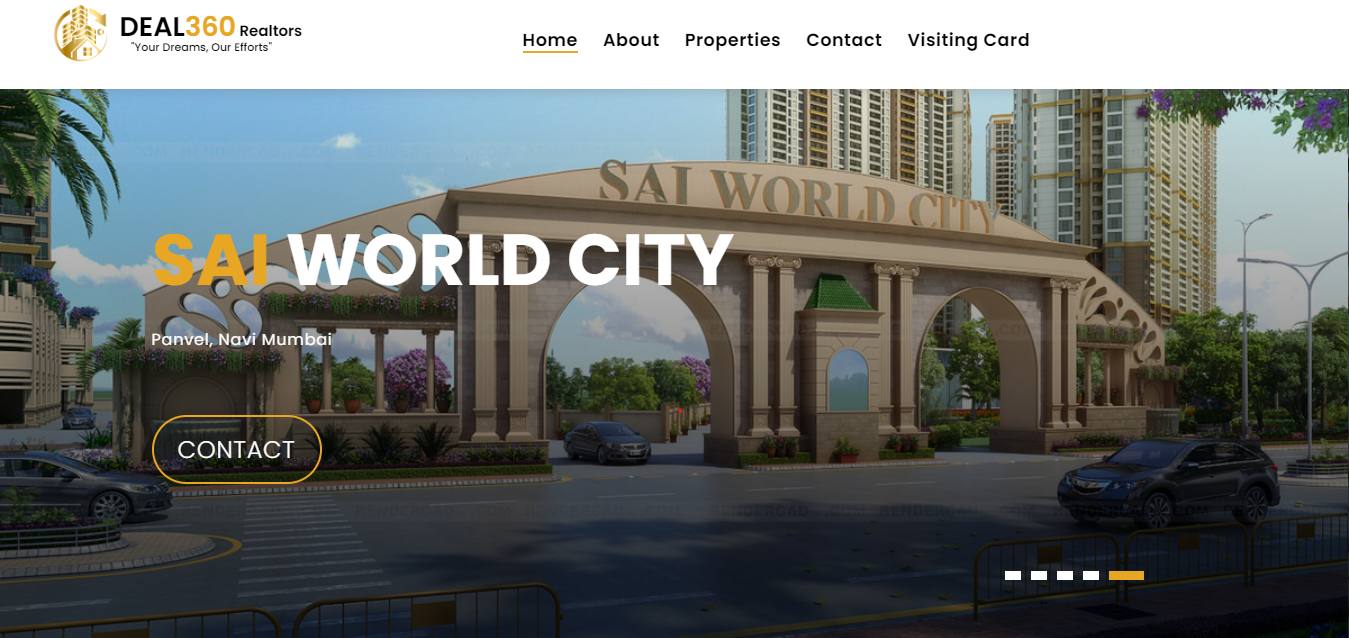 DEAL360 Realtors
"Your Dreams, Our Efforts"
Home About Properties Contact Visiting Card
SAI WORLD CITY
SAI WORLD CITY
Panvel, Navi Mumbai
CONTACT